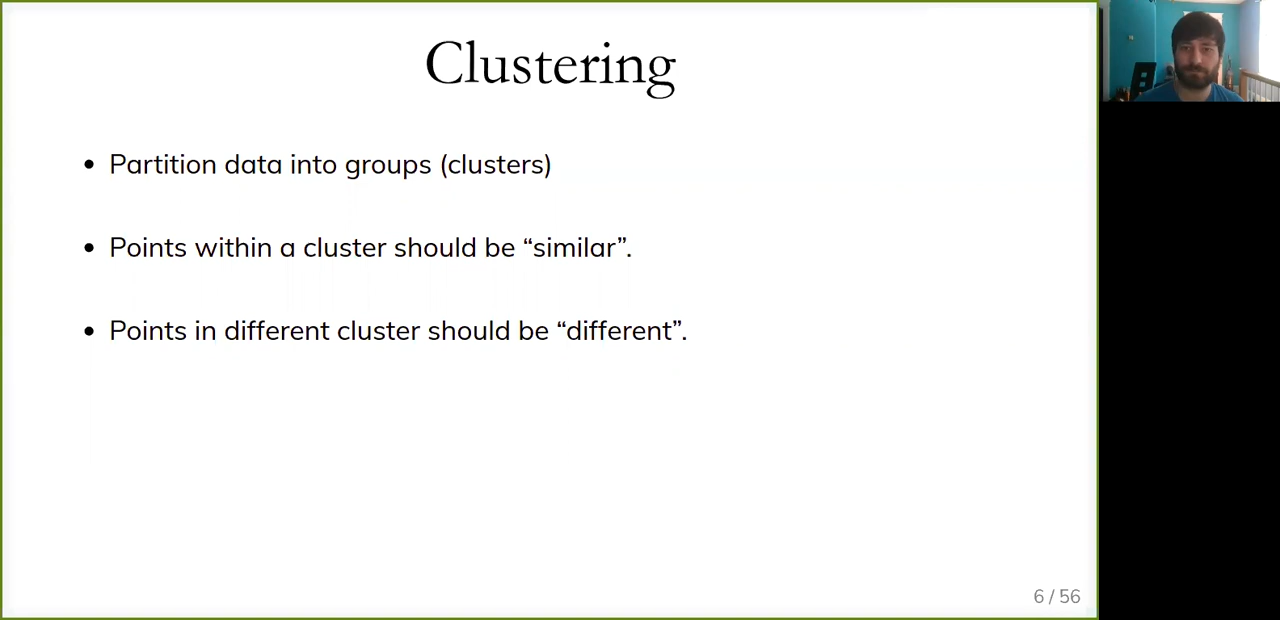 Clustering
• Partition data into groups (clusters)
• Points within a cluster should be “similar”.
• Points in different cluster should be “different”.
6 / 56